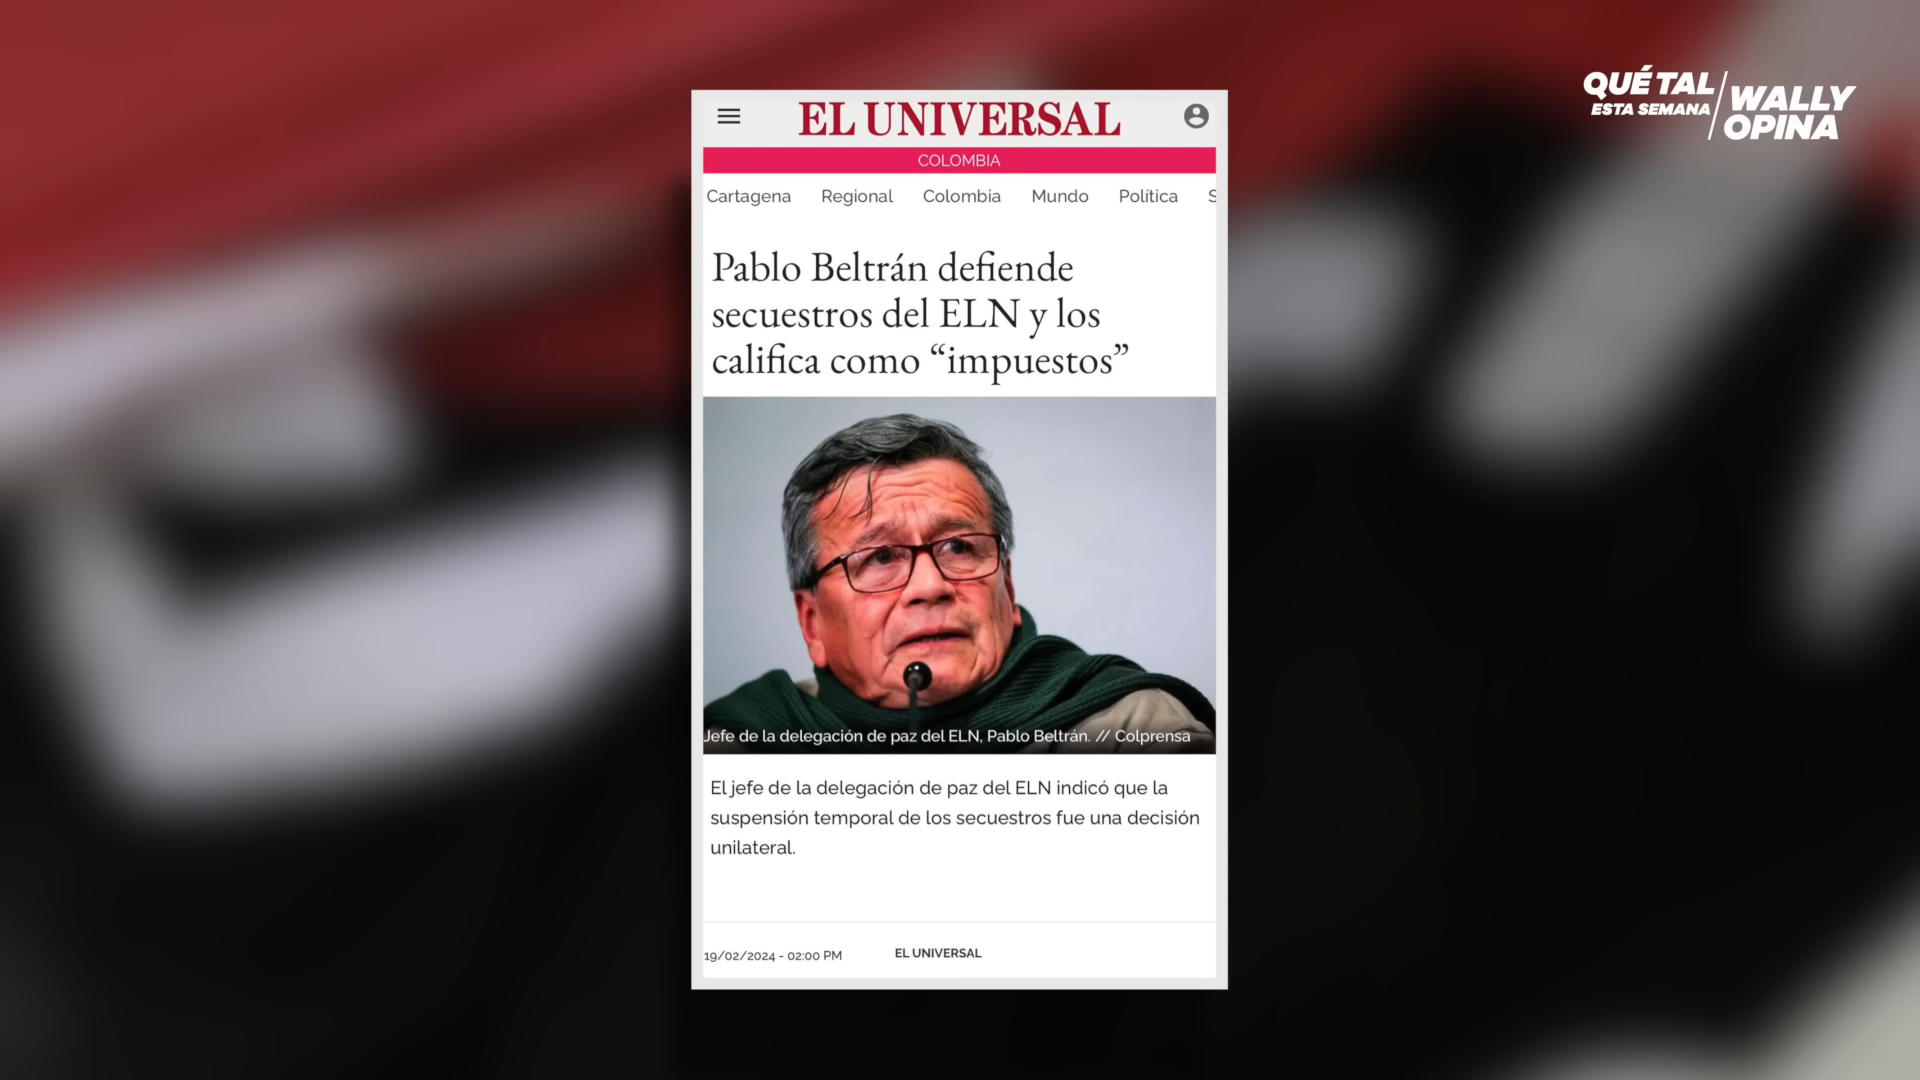 QUÉ TAL
ESTA SEMANA
WALLY
OPINA
EL UNIVERSAL
COLOMBIA
Cartagena Regional Colombia Mundo Política S
Pablo Beltrán defiende
secuestros del ELN y los
califica como “impuestos”
Jefe de la delegación de paz del ELN, Pablo Beltrán. // Colprensa
El jefe de la delegación de paz del ELN indicó que la
suspensión temporal de los secuestros fue una decisión
unilateral.
19/02/2024 - 02:00 PM EL UNIVERSAL